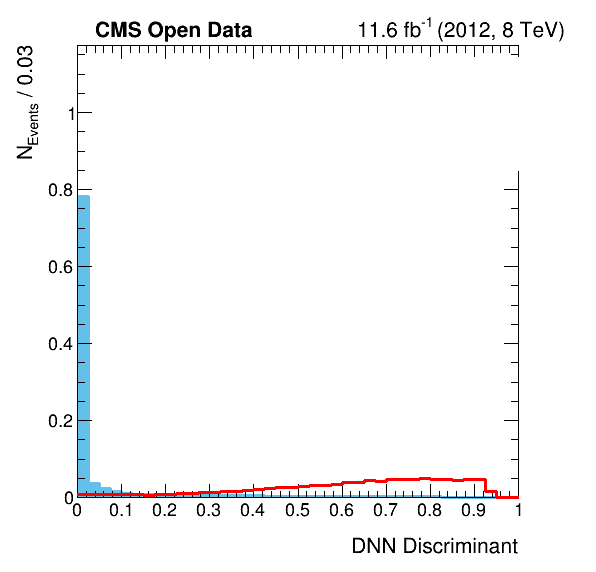 CMS Open Data
11.6 fb⁻¹ (2012, 8 TeV)
N_Events / 0.03
1
0.8
0.6
0.4
0.2
0
0 0.1 0.2 0.3 0.4 0.5 0.6 0.7 0.8 0.9 1
DNN Discriminant